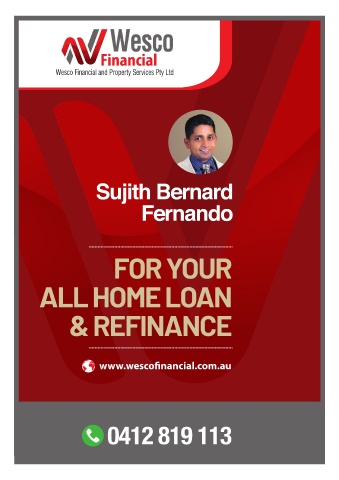 Wesco
Financial
Wesco Financial and Property Services Pty Ltd
Sujith Bernard
Fernando
FOR YOUR
ALL HOME LOAN
& REFINANCE
www.wescofinancial.com.au
0412 819 113